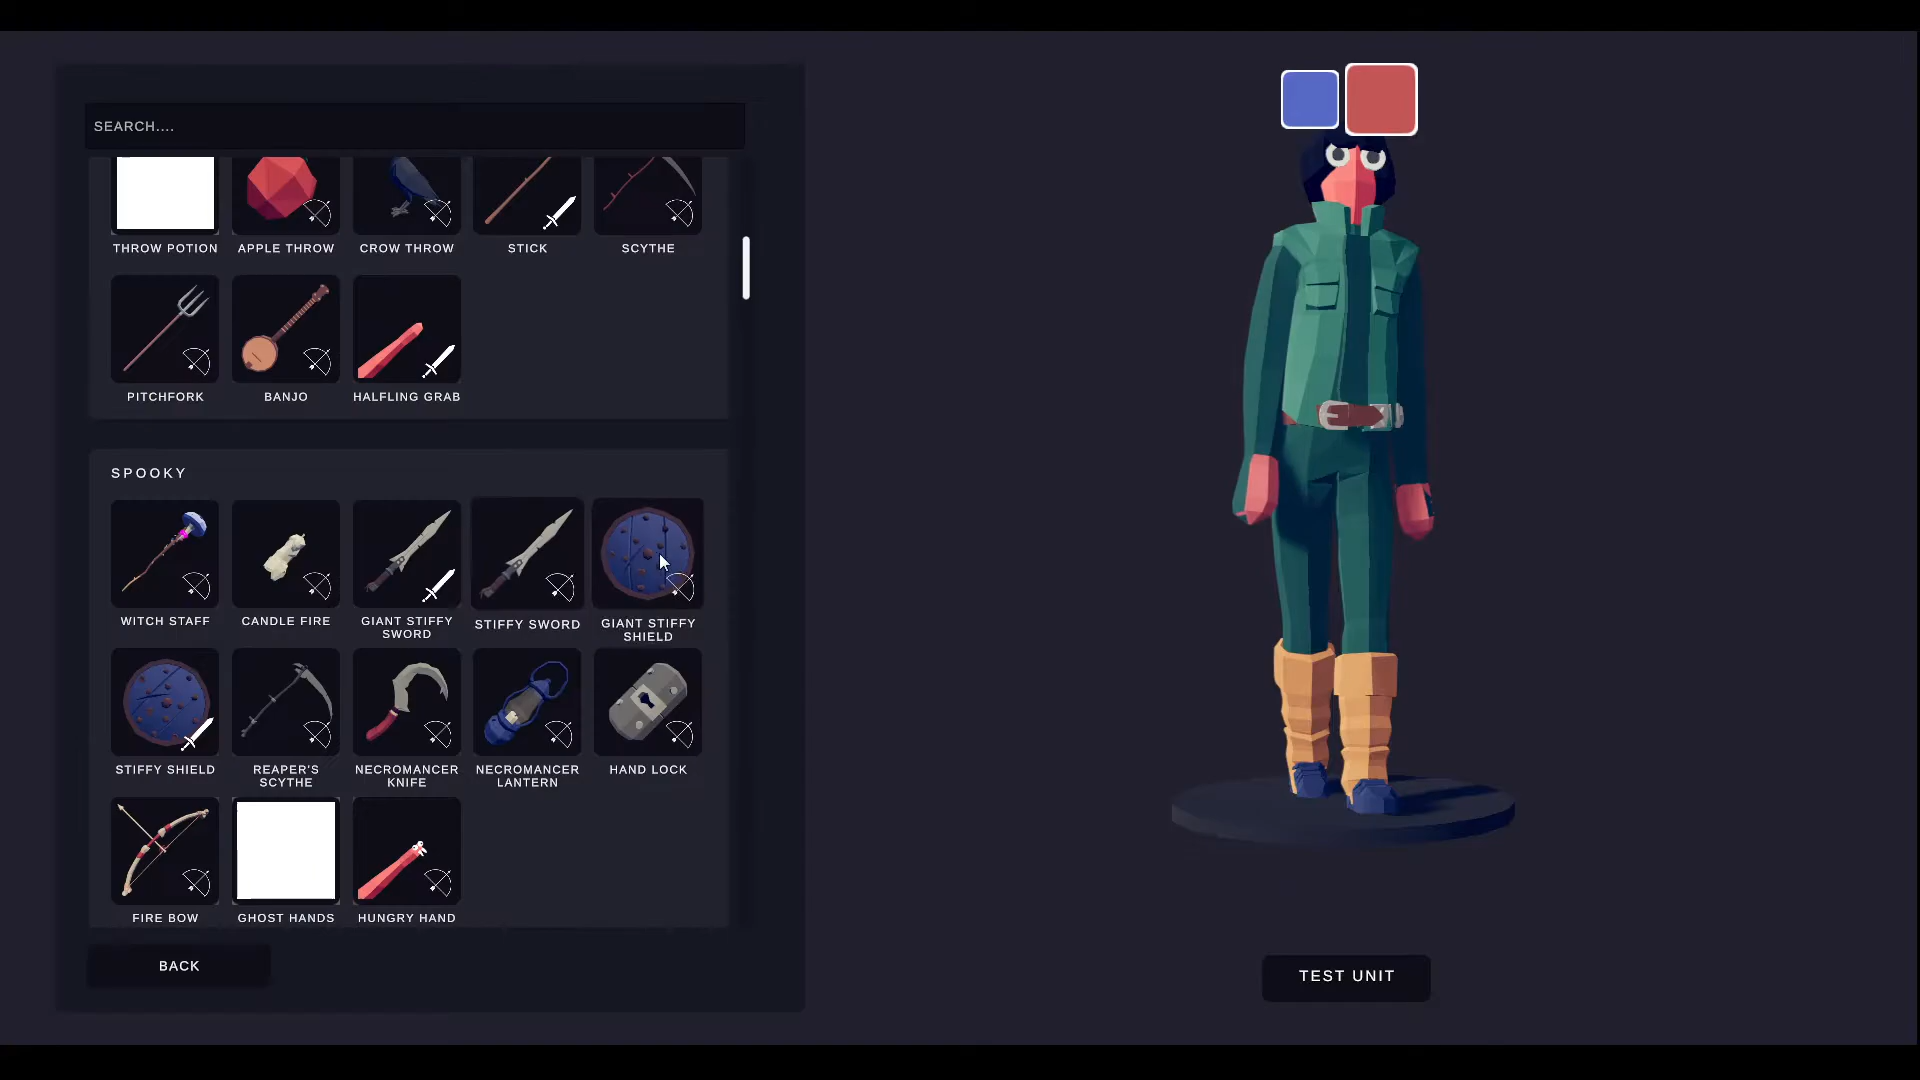 SEARCH....
THROW POTION APPLE THROW CROW THROW STICK SCYTHE
PITCHFORK BANJO HALFLING GRAB
SPOOKY
WITCH STAFF CANDLE FIRE GIANT STIFFY SWORD STIFFY SWORD GIANT STIFFY SHIELD
STIFFY SHIELD REAPER'S SCYTHE NECROMANCER KNIFE NECROMANCER LANTERN HAND LOCK
FIRE BOW GHOST HANDS HUNGRY HAND
BACK
TEST UNIT